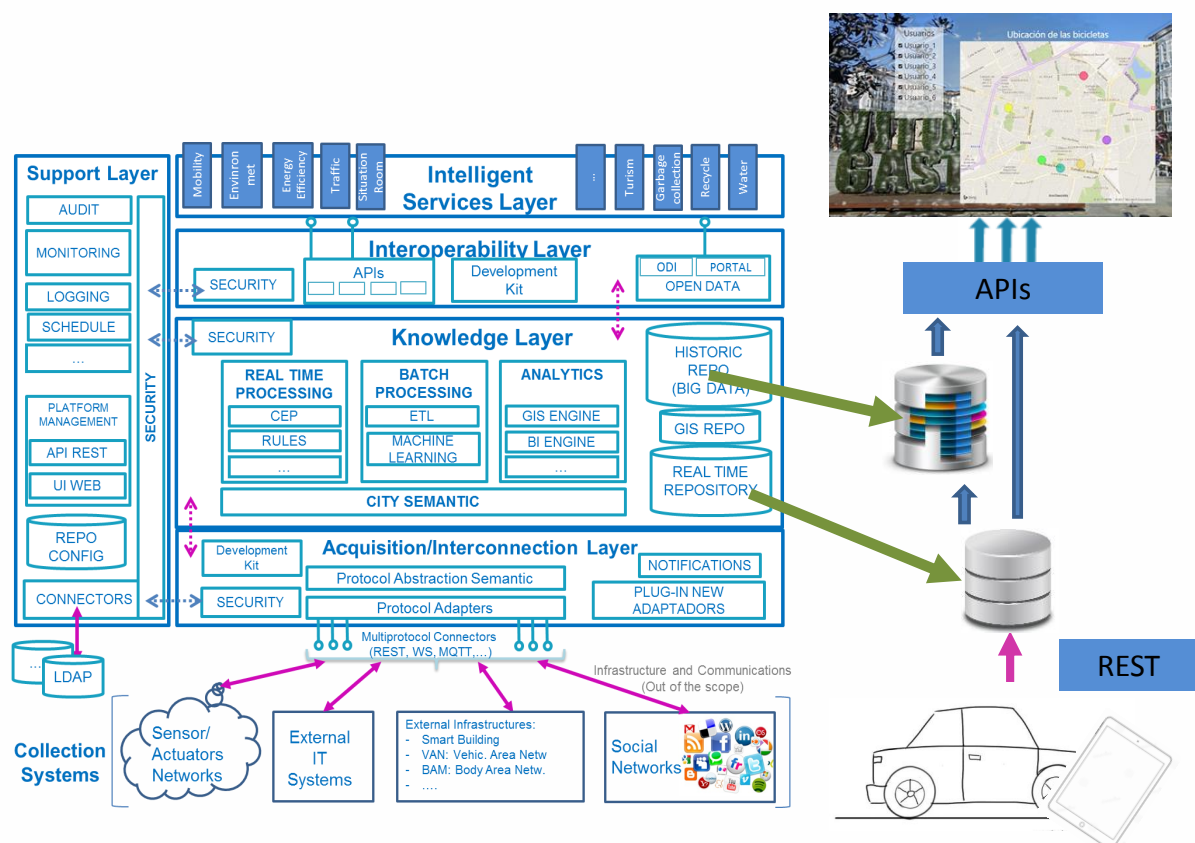 Usuarios
Usuario_1
Usuario_2
Usuario_3
Usuario_4
Usuario_5
Usuario_6
Ubicación de las bicicletas
bing
VITO
GAST
Support Layer
AUDIT
MONITORING
LOGGING
SCHEDULE
...
PLATFORM
MANAGEMENT
API REST
UI WEB
REPO
CONFIG
CONNECTORS
SECURITY
...
LDAP
Mobility
Environ
met
Energy
Efficiency
Traffic
Situation
Room
Intelligent
Services Layer
...
Turism
Garbage
collection
Recycle
Water
Interoperability Layer
SECURITY
APIs
Development
Kit
ODI
PORTAL
OPEN DATA
SECURITY
Knowledge Layer
REAL TIME
PROCESSING
CEP
RULES
...
BATCH
PROCESSING
ETL
MACHINE
LEARNING
ANALYTICS
GIS ENGINE
BI ENGINE
...
HISTORIC
REPO
(BIG DATA)
GIS REPO
REAL TIME
REPOSITORY
CITY SEMANTIC
Acquisition/Interconnection Layer
Development
Kit
SECURITY
Protocol Abstraction Semantic
Protocol Adapters
NOTIFICATIONS
PLUG-IN NEW
ADAPTADORS
Multiprotocol Connectors
(REST, WS, MQTT,…)
Infrastructure and Communications
(Out of the scope)
Collection
Systems
Sensor/
Actuators
Networks
External
IT
Systems
External Infrastructures:
- Smart Building
- VAN: Vehic. Area Netw
- BAM: Body Area Netw.
- ….
Social
Networks
APIs
REST